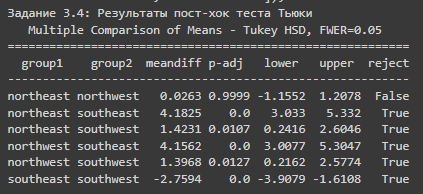 Задание 3.4: Результаты пост-хок теста Тьюки
Multiple Comparison of Means - Tukey HSD, FWER=0.05
==========================================================
group1 group2 meandiff p-adj lower upper reject
----------------------------------------------------------
northeast northwest 0.0263 0.9999 -1.1552 1.2078 False
northeast southeast 4.1825 0.0 3.033 5.332 True
northeast southwest 1.4231 0.0107 0.2416 2.6046 True
northwest southeast 4.1562 0.0 3.0077 5.3047 True
northwest southwest 1.3968 0.0127 0.2162 2.5774 True
southeast southwest -2.7594 0.0 -3.9079 -1.6108 True